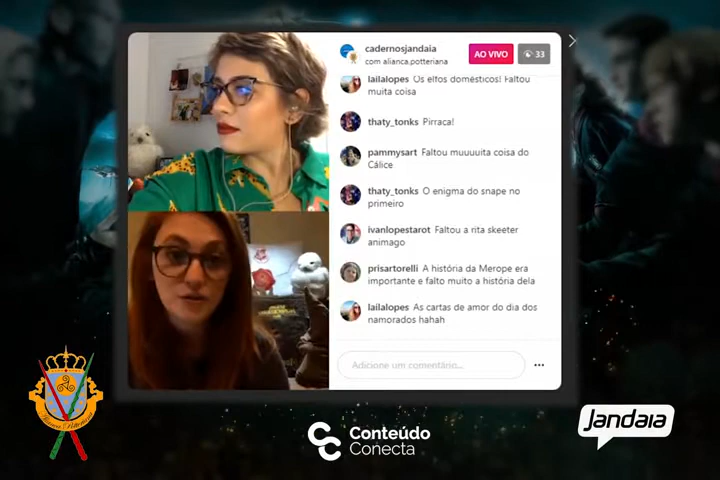 cadernosjandaia
com alianca.potteriana
AO VIVO
33
lailalopes Os elfos domésticos! Faltou
muita coisa
thaty_tonks Pirraça!
pammysart Faltou muuuuita coisa do
Cálice
thaty_tonks O enigma do snape no
primeiro
ivanlopestarot Faltou a rita skeeter
animago
prisartorelli A história da Merope era
importante e falto muito a história dela
lailalopes As cartas de amor do dia dos
namorados hahah
Adicione um comentário...
Conteúdo
Conecta
Jandaia